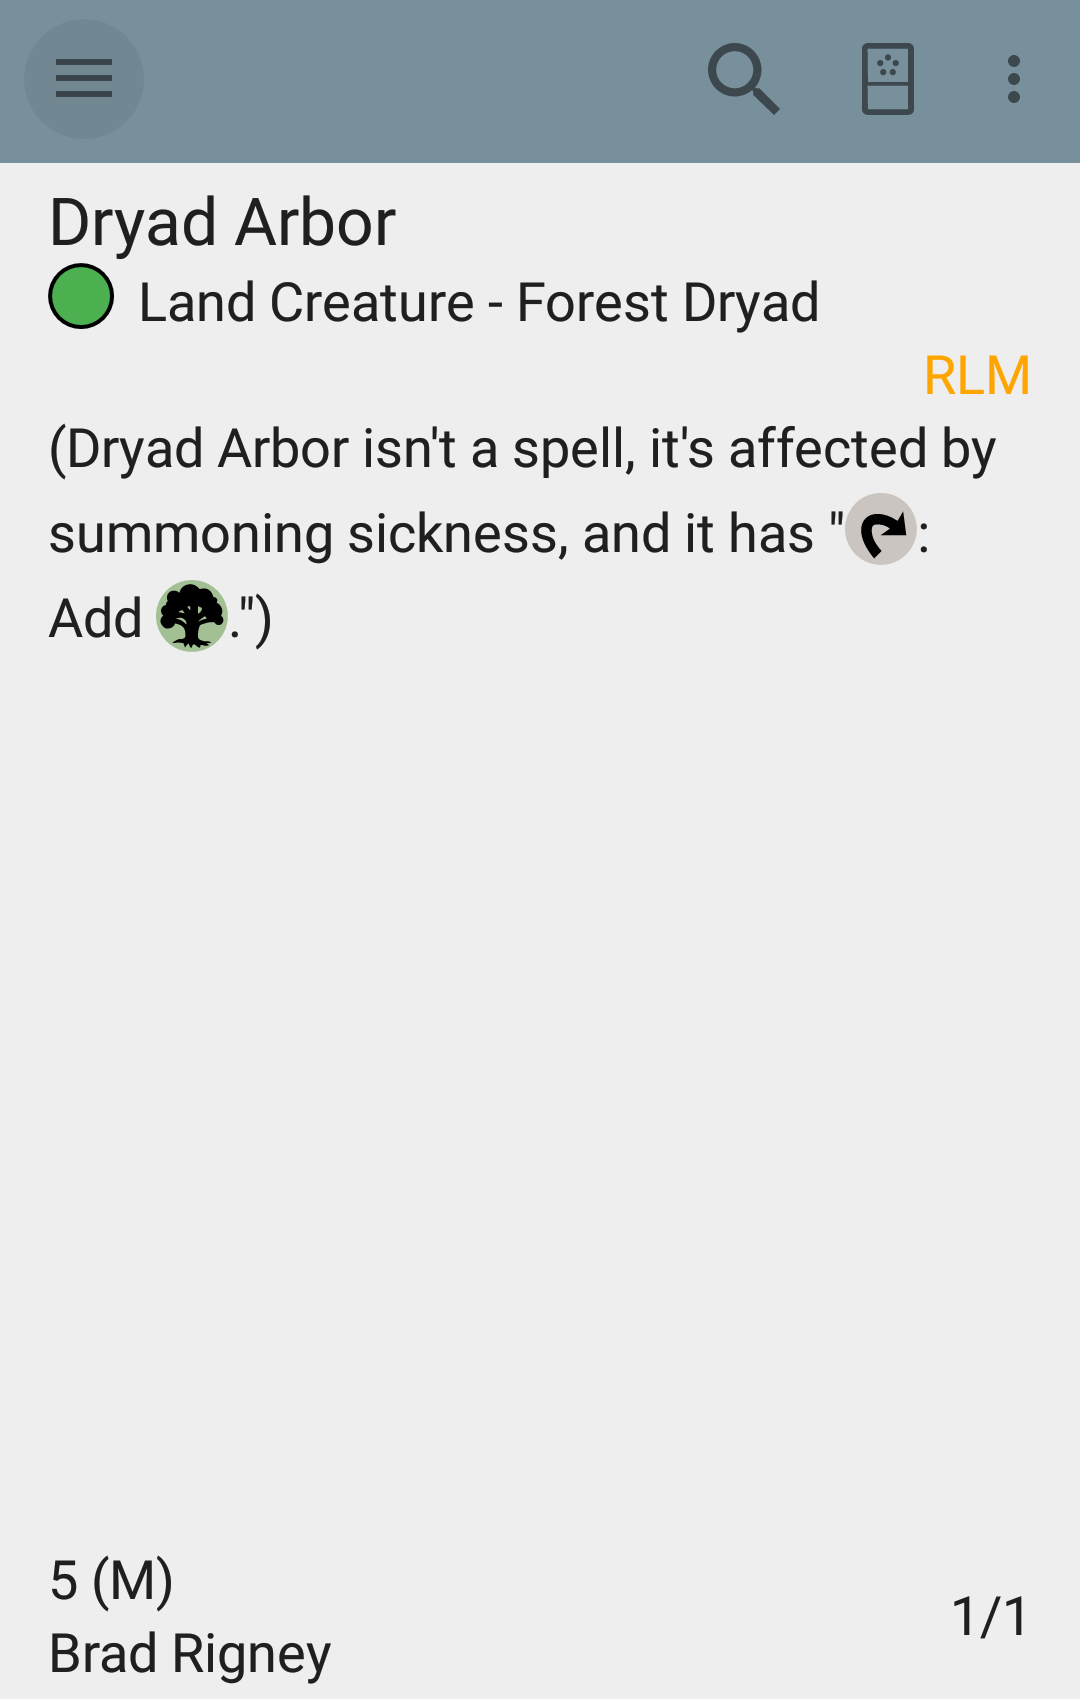 Dryad Arbor
Land Creature - Forest Dryad
RLM
(Dryad Arbor isn't a spell, it's affected by
summoning sickness, and it has ":
Add .")
5 (M)
1/1
Brad Rigney